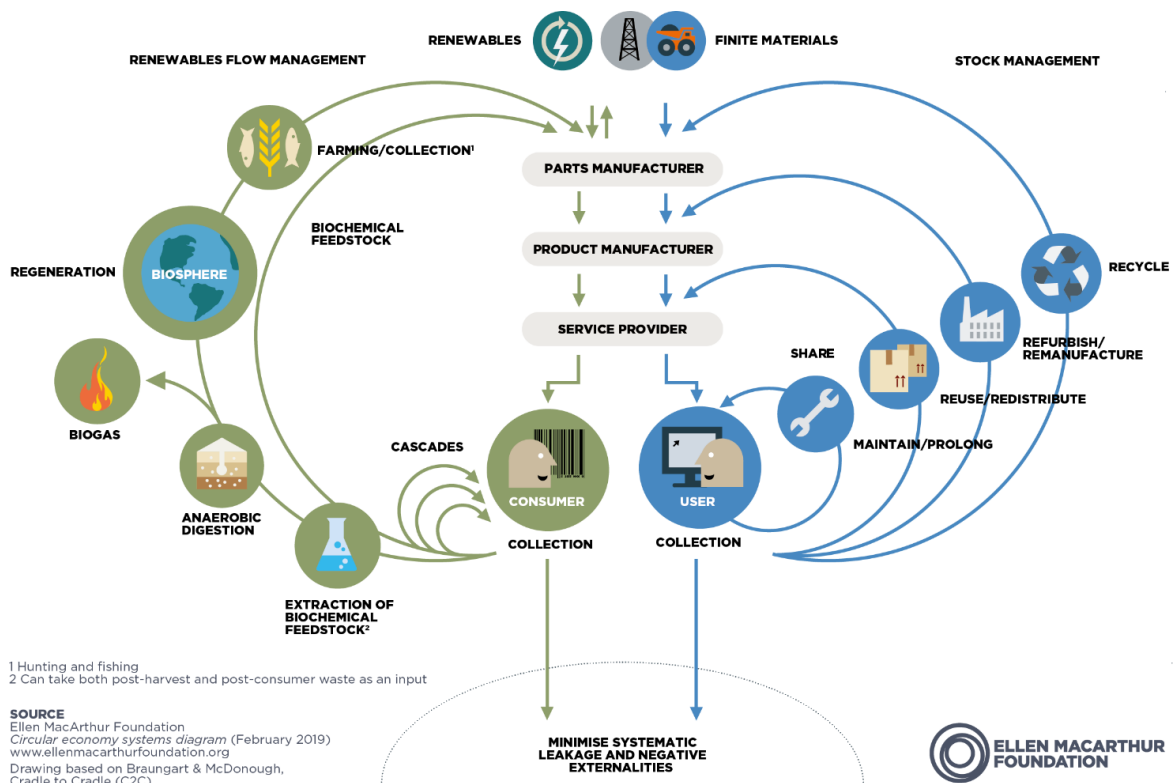 RENEWABLES
FINITE MATERIALS
RENEWABLES FLOW MANAGEMENT
STOCK MANAGEMENT
FARMING/COLLECTION¹
PARTS MANUFACTURER
BIOCHEMICAL
FEEDSTOCK
PRODUCT MANUFACTURER
REGENERATION
BIOSPHERE
RECYCLE
SERVICE PROVIDER
SHARE
REFURBISH/
REMANUFACTURE
REUSE/REDISTRIBUTE
BIOGAS
CASCADES
MAINTAIN/PROLONG
CONSUMER
USER
ANAEROBIC
DIGESTION
COLLECTION
COLLECTION
EXTRACTION OF
BIOCHEMICAL
FEEDSTOCK²
1 Hunting and fishing
2 Can take both post-harvest and post-consumer waste as an input
SOURCE
Ellen MacArthur Foundation
Circular economy systems diagram (February 2019)
www.ellenmacarthurfoundation.org
Drawing based on Braungart & McDonough,
Cradle to Cradle (C2C)
MINIMISE SYSTEMATIC
LEAKAGE AND NEGATIVE
EXTERNALITIES
ELLEN MACARTHUR
FOUNDATION